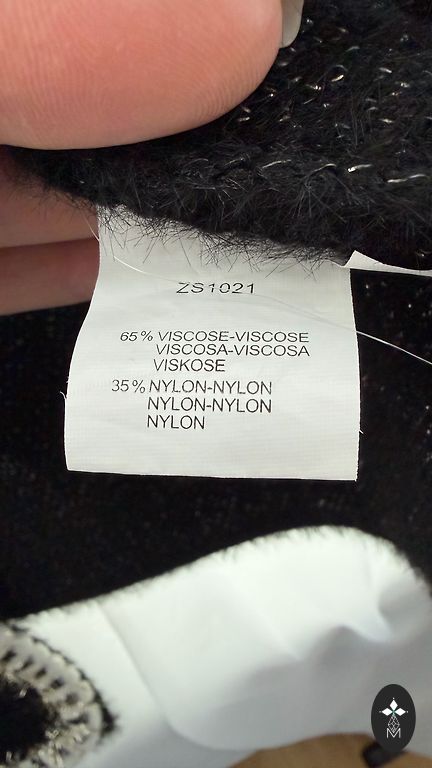 ZS1021
65% VISCOSE-VISCOSE
VISCOSA-VISCOSA
VISKOSE
35% NYLON-NYLON
NYLON-NYLON
NYLON
M